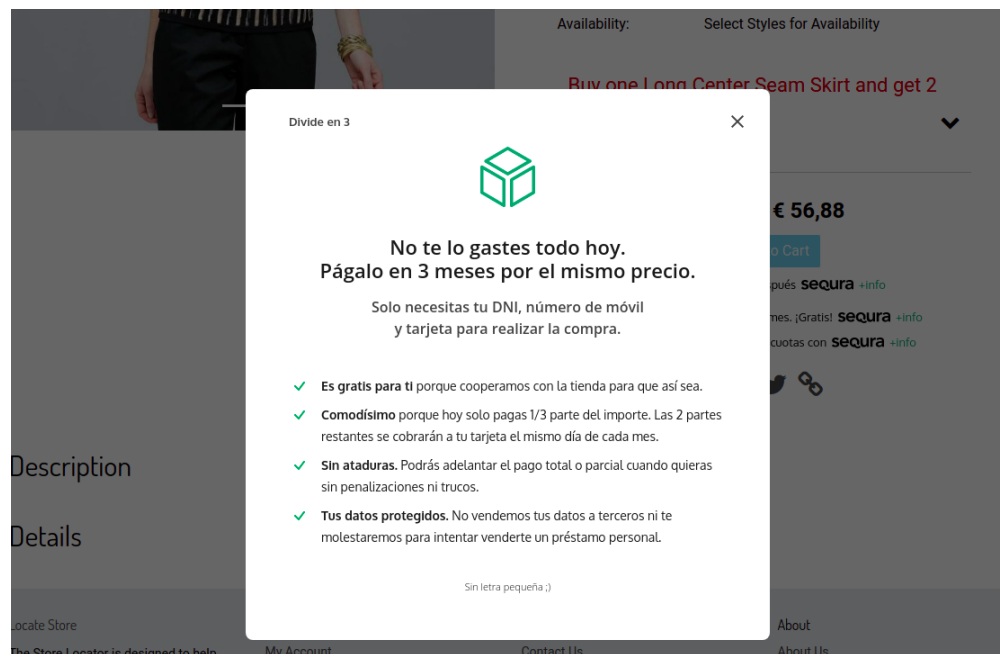 Availability: Select Styles for Availability
Buy one Long Center Seam Skirt and get 2
Divide en 3
€ 56,88
No te lo gastes todo hoy.
Págalo en 3 meses por el mismo precio.
o Cart
pués sequra +info
Solo necesitas tu DNI, número de móvil
y tarjeta para realizar la compra.
mes. ¡Gratis! sequra +info
cuotas con sequra +info
Es gratis para ti porque cooperamos con la tienda para que así sea.
Comodísimo porque hoy solo pagas 1/3 parte del importe. Las 2 partes
restantes se cobrarán a tu tarjeta el mismo día de cada mes.
Sin ataduras. Podrás adelantar el pago total o parcial cuando quieras
sin penalizaciones ni trucos.
Tus datos protegidos. No vendemos tus datos a terceros ni te
molestaremos para intentar venderte un préstamo personal.
Sin letra pequeña ;)
Description
Details
Locate Store
The Store Locator is designed to help
My Account
Contact Us
About
About Us